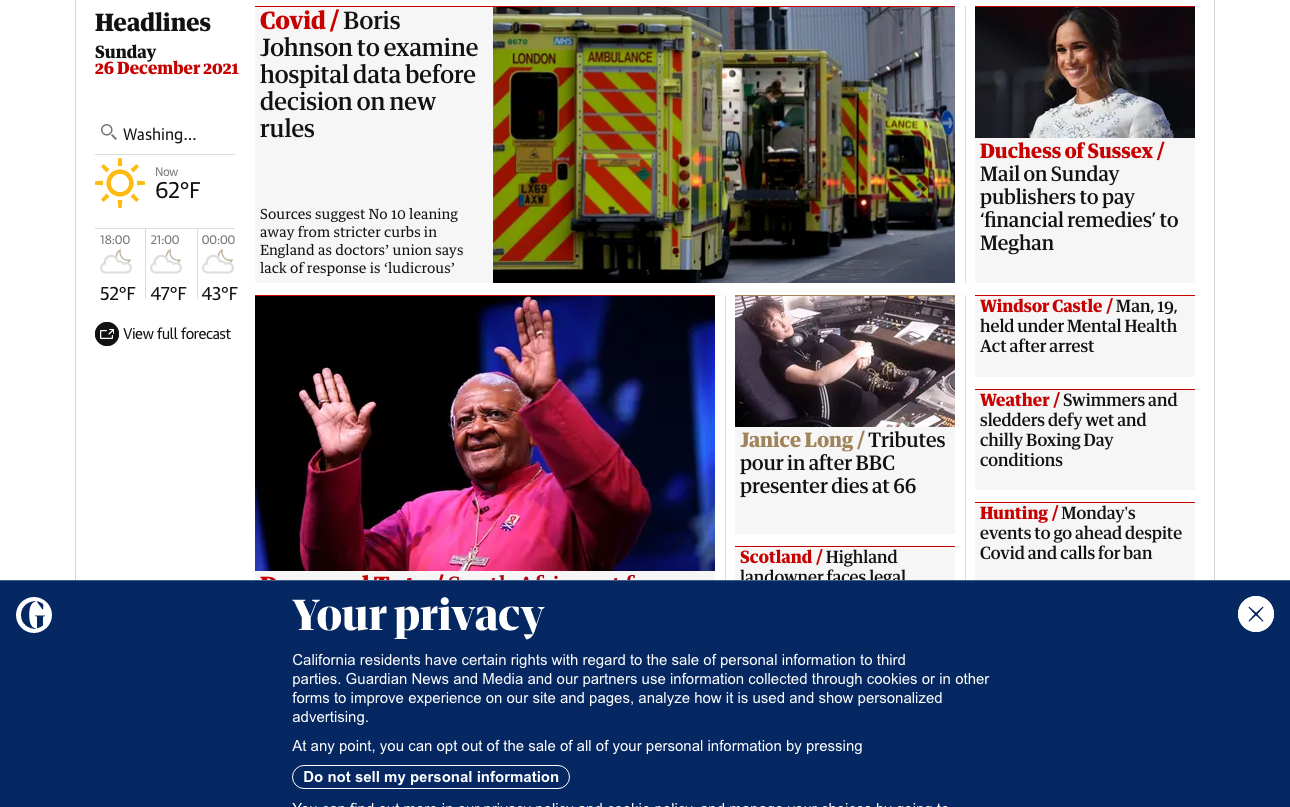 Headlines
Sunday
26 December 2021
Washing...
Now
62°F
18:00
21:00
00:00
52°F
47°F
43°F
View full forecast
Covid / Boris
Johnson to examine
hospital data before
decision on new
rules
Sources suggest No 10 leaning
away from stricter curbs in
England as doctors’ union says
lack of response is ‘ludicrous’
8670
NHS
LONDON
AMBULANCE
LX69
AXW
LANCE
Duchess of Sussex /
Mail on Sunday
publishers to pay
‘financial remedies’ to
Meghan
Janice Long / Tributes
pour in after BBC
presenter dies at 66
Scotland / Highland
landowner faces legal
Windsor Castle / Man, 19,
held under Mental Health
Act after arrest
Weather / Swimmers and
sledders defy wet and
chilly Boxing Day
conditions
Hunting / Monday's
events to go ahead despite
Covid and calls for ban
G
Your privacy
California residents have certain rights with regard to the sale of personal information to third
parties. Guardian News and Media and our partners use information collected through cookies or in other
forms to improve experience on our site and pages, analyze how it is used and show personalized
advertising.
At any point, you can opt out of the sale of all of your personal information by pressing
Do not sell my personal information